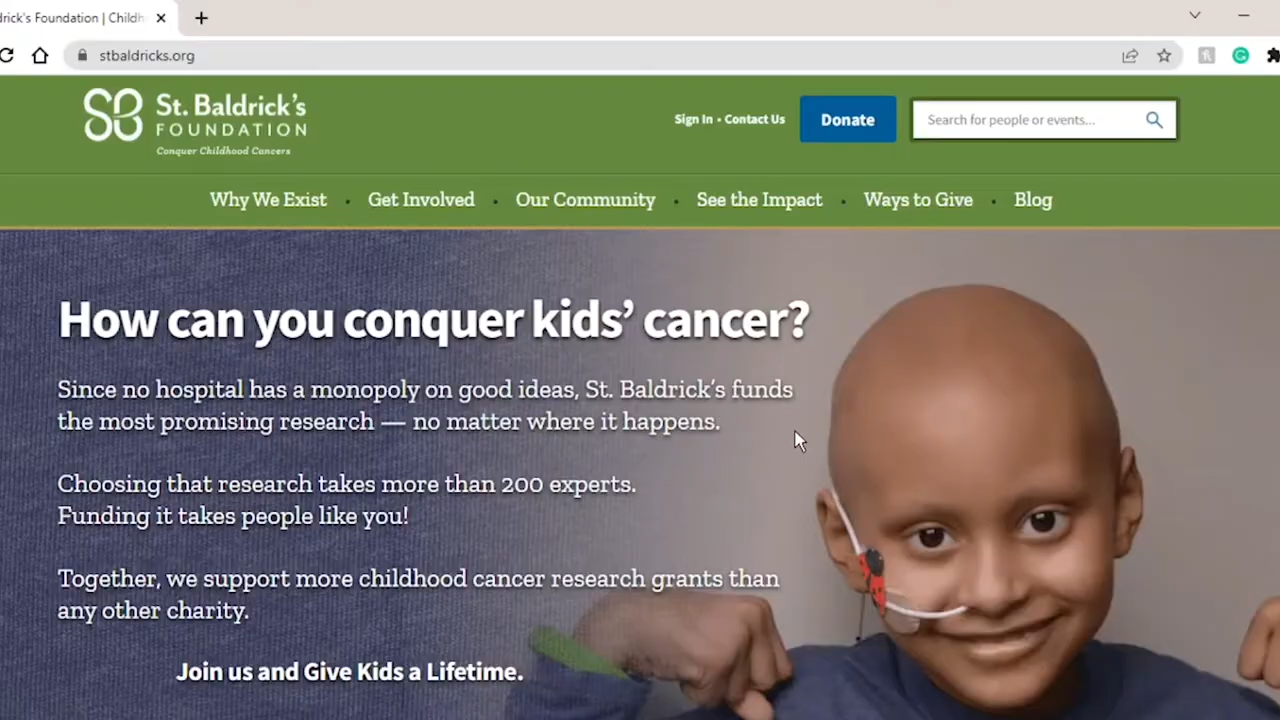 drick's Foundation | Childh
stbaldricks.org
St. Baldrick's
FOUNDATION
Conquer Childhood Cancers
Sign In • Contact Us
Donate
Search for people or events...
Why We Exist • Get Involved • Our Community • See the Impact • Ways to Give • Blog
How can you conquer kids’ cancer?
Since no hospital has a monopoly on good ideas, St. Baldrick’s funds
the most promising research — no matter where it happens.
Choosing that research takes more than 200 experts.
Funding it takes people like you!
Together, we support more childhood cancer research grants than
any other charity.
Join us and Give Kids a Lifetime.